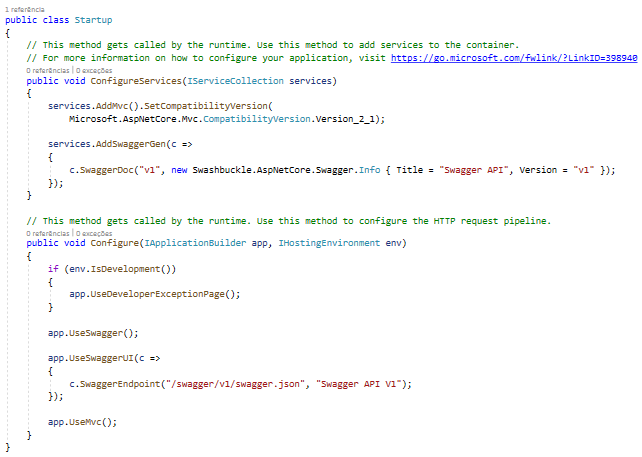 1 referência
public class Startup
{
// This method gets called by the runtime. Use this method to add services to the container.
// For more information on how to configure your application, visit https://go.microsoft.com/fwlink/?LinkID=398940
0 referências | 0 exceções
public void ConfigureServices(IServiceCollection services)
{
services.AddMvc().SetCompatibilityVersion(
Microsoft.AspNetCore.Mvc.CompatibilityVersion.Version_2_1);
services.AddSwaggerGen(c =>
{
c.SwaggerDoc("v1", new Swashbuckle.AspNetCore.Swagger.Info { Title = "Swagger API", Version = "v1" });
});
}
// This method gets called by the runtime. Use this method to configure the HTTP request pipeline.
0 referências | 0 exceções
public void Configure(IApplicationBuilder app, IHostingEnvironment env)
{
if (env.IsDevelopment())
{
app.UseDeveloperExceptionPage();
}
app.UseSwagger();
app.UseSwaggerUI(c =>
{
c.SwaggerEndpoint("/swagger/v1/swagger.json", "Swagger API V1");
});
app.UseMvc();
}
}